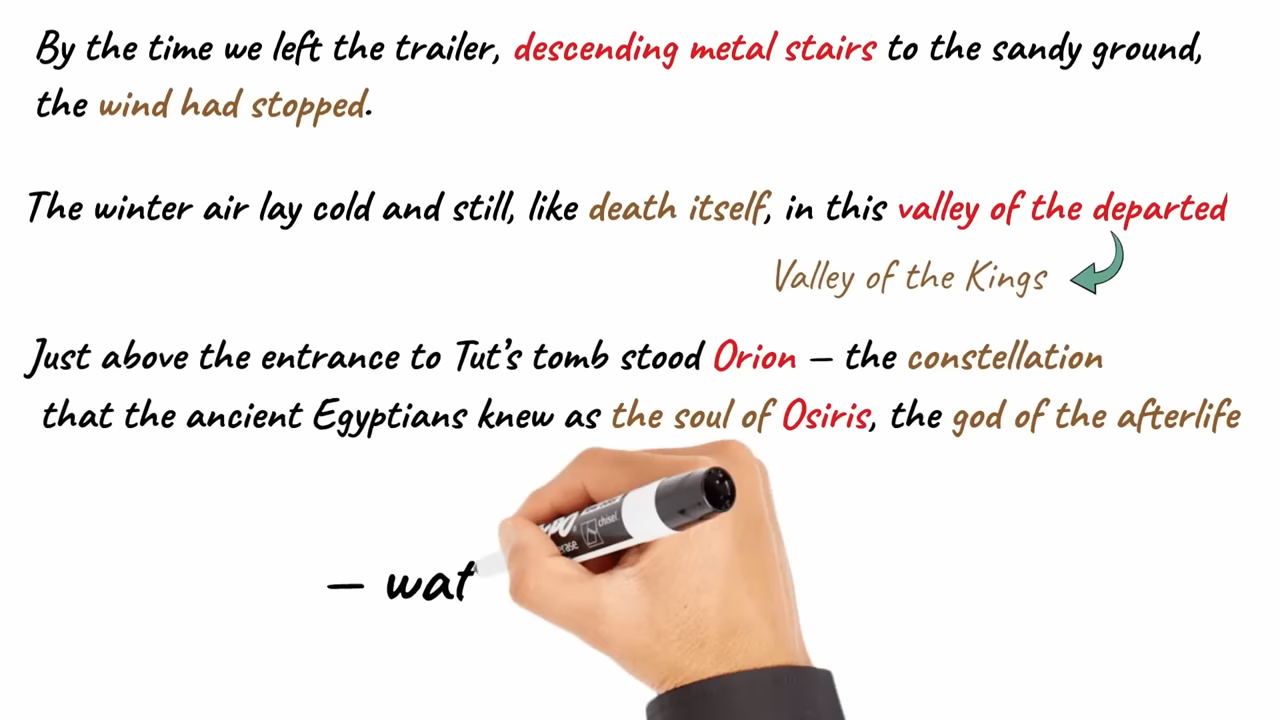 By the time we left the trailer, descending metal stairs to the sandy ground,
the wind had stopped.
The winter air lay cold and still, like death itself, in this valley of the departed
Valley of the Kings
Just above the entrance to Tut's tomb stood Orion — the constellation
that the ancient Egyptians knew as the soul of Osiris, the god of the afterlife
chisel
— wat